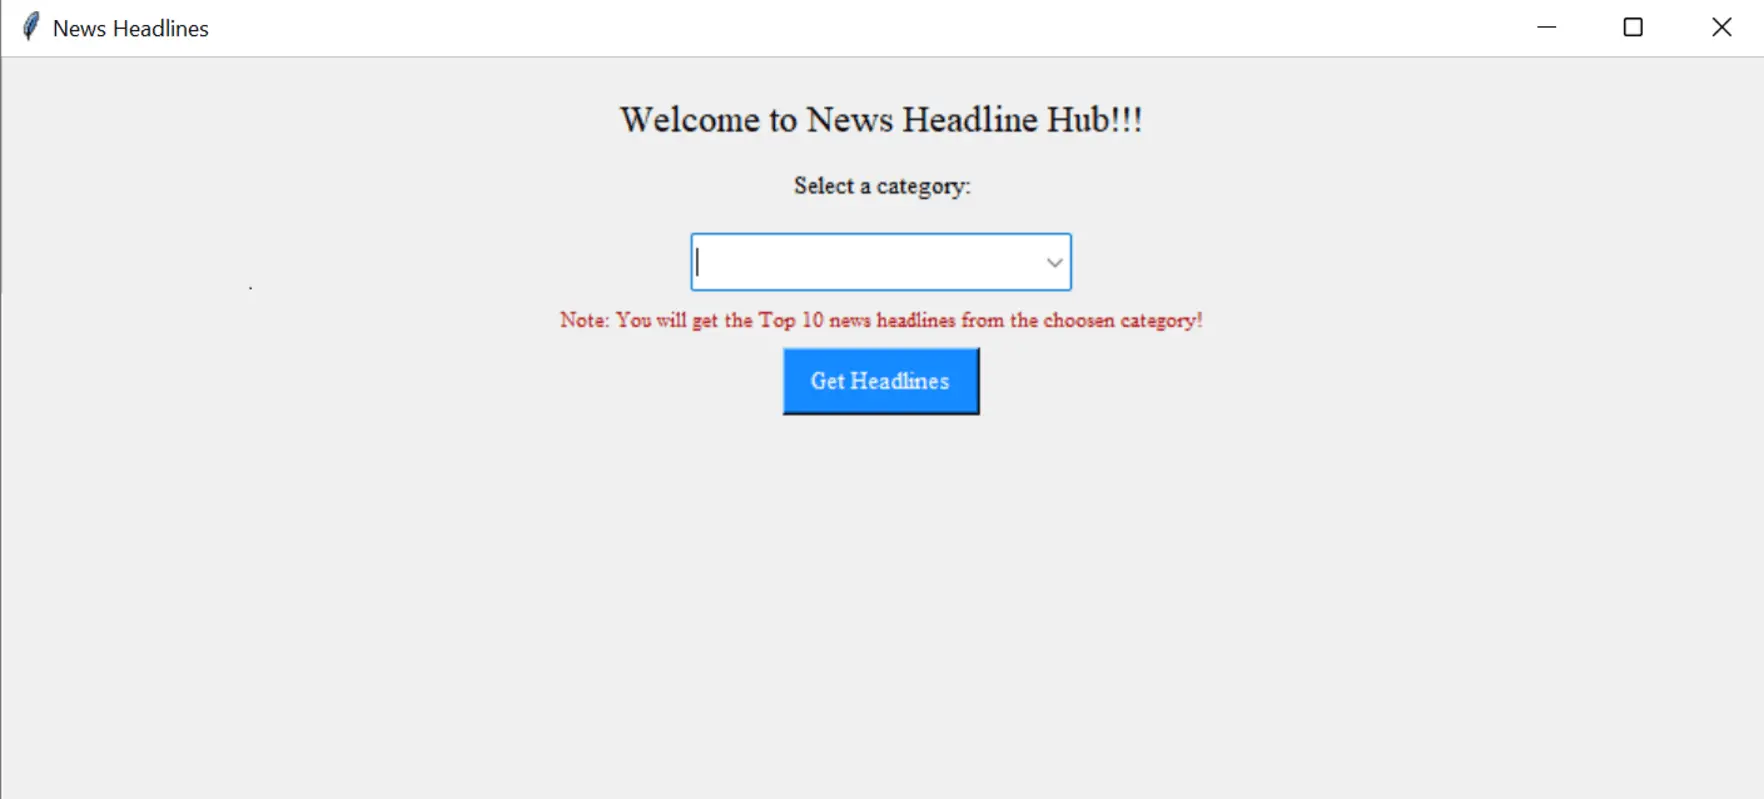 News Headlines
Welcome to News Headline Hub!!!
Select a category:
Note: You will get the Top 10 news headlines from the choosen category!
Get Headlines